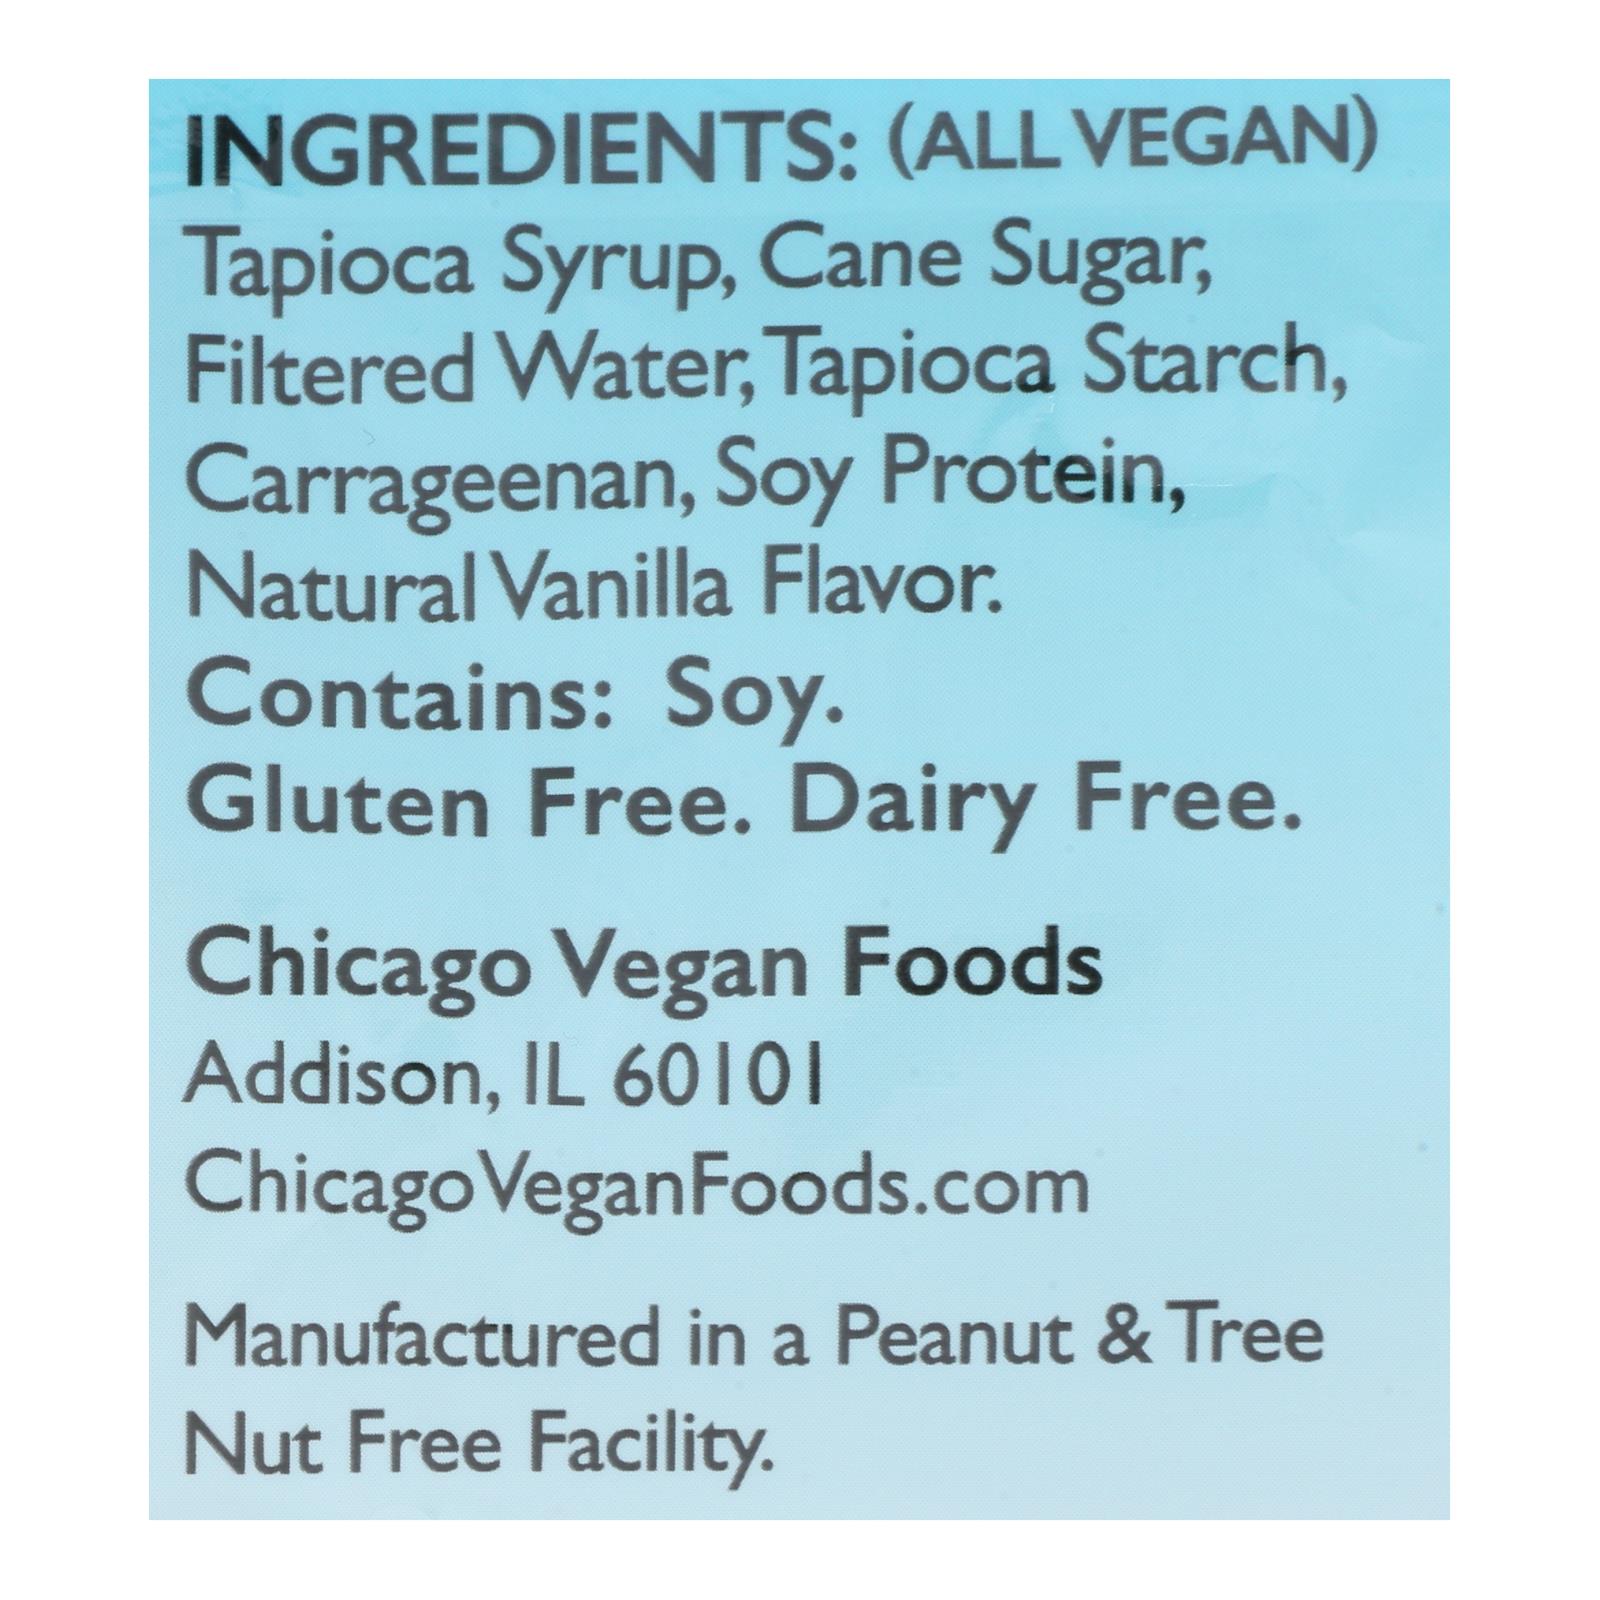 INGREDIENTS: (ALL VEGAN)
Tapioca Syrup, Cane Sugar,
Filtered Water, Tapioca Starch,
Carrageenan, Soy Protein,
Natural Vanilla Flavor.
Contains: Soy.
Gluten Free. Dairy Free.
Chicago Vegan Foods
Addison, IL 60101
ChicagoVeganFoods.com
Manufactured in a Peanut & Tree
Nut Free Facility.